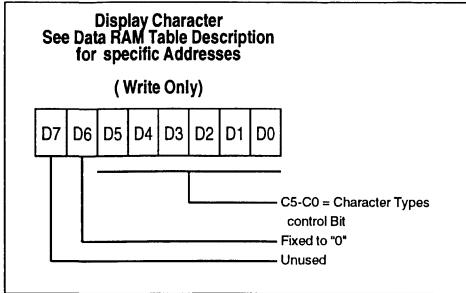 Display Character
See Data RAM Table Description
for specific Addresses
( Write Only)
D7 D6 D5 D4 D3 D2 D1 D0
C5-C0 = Character Types
control Bit
Fixed to "0"
Unused